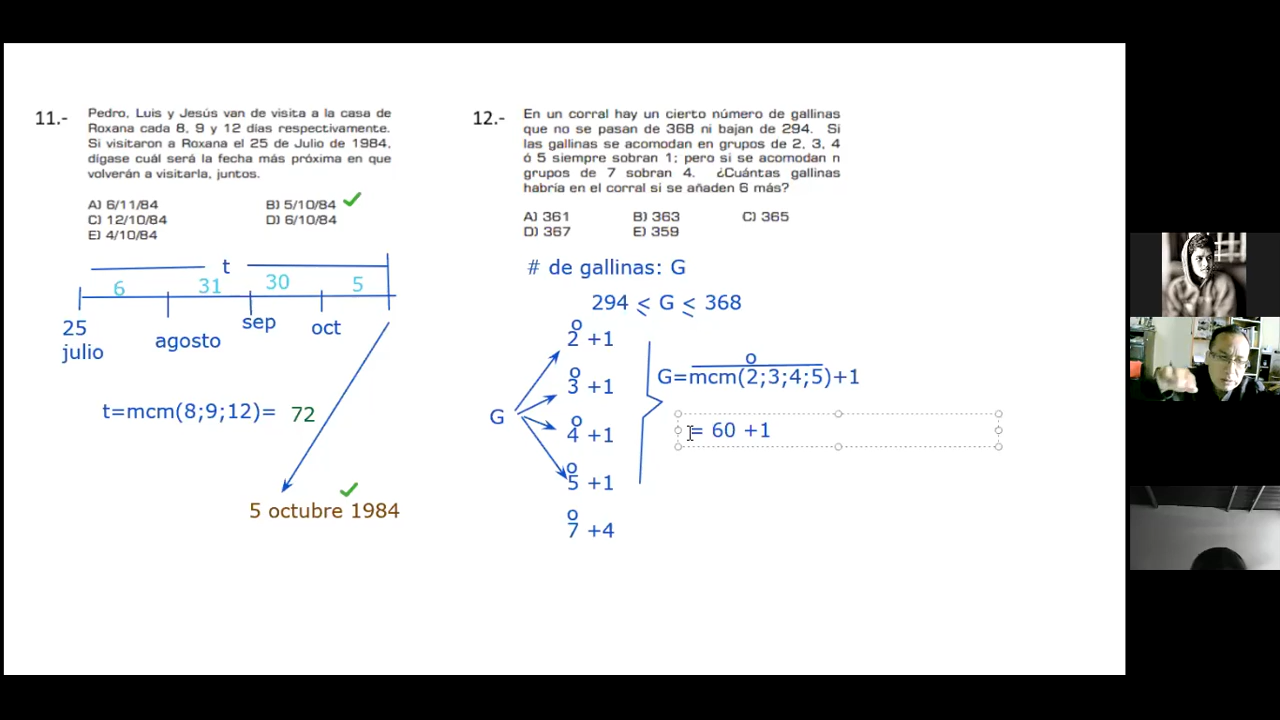 11.-
Pedro, Luis y Jesús van de visita a la casa de
Roxana cada 8, 9 y 12 días respectivamente.
Si visitaron a Roxana el 25 de Julio de 1984,
dígase cuál será la fecha más próxima en que
volverán a visitarla, juntos.
A) 6/11/84 B) 5/10/84
C) 12/10/84 D) 6/10/84
E) 4/10/84
t
6 31 30 5
25
julio
agosto
sep
oct
t=mcm(8;9;12)= 72
5 octubre 1984
12.-
En un corral hay un cierto número de gallinas
que no se pasan de 368 ni bajan de 294. Si
las gallinas se acomodan en grupos de 2, 3, 4
ó 5 siempre sobran 1; pero si se acomodan n
grupos de 7 sobran 4. ¿Cuántas gallinas
habría en el corral si se añaden 6 más?
A) 361 B) 363 C) 365
D) 367 E) 359
# de gallinas: G
294 ≤ G ≤ 368
G
o
2 +1
o
3 +1
o
4 +1
o
5 +1
o
7 +4
o
G=mcm(2;3;4;5)+1
= 60 +1